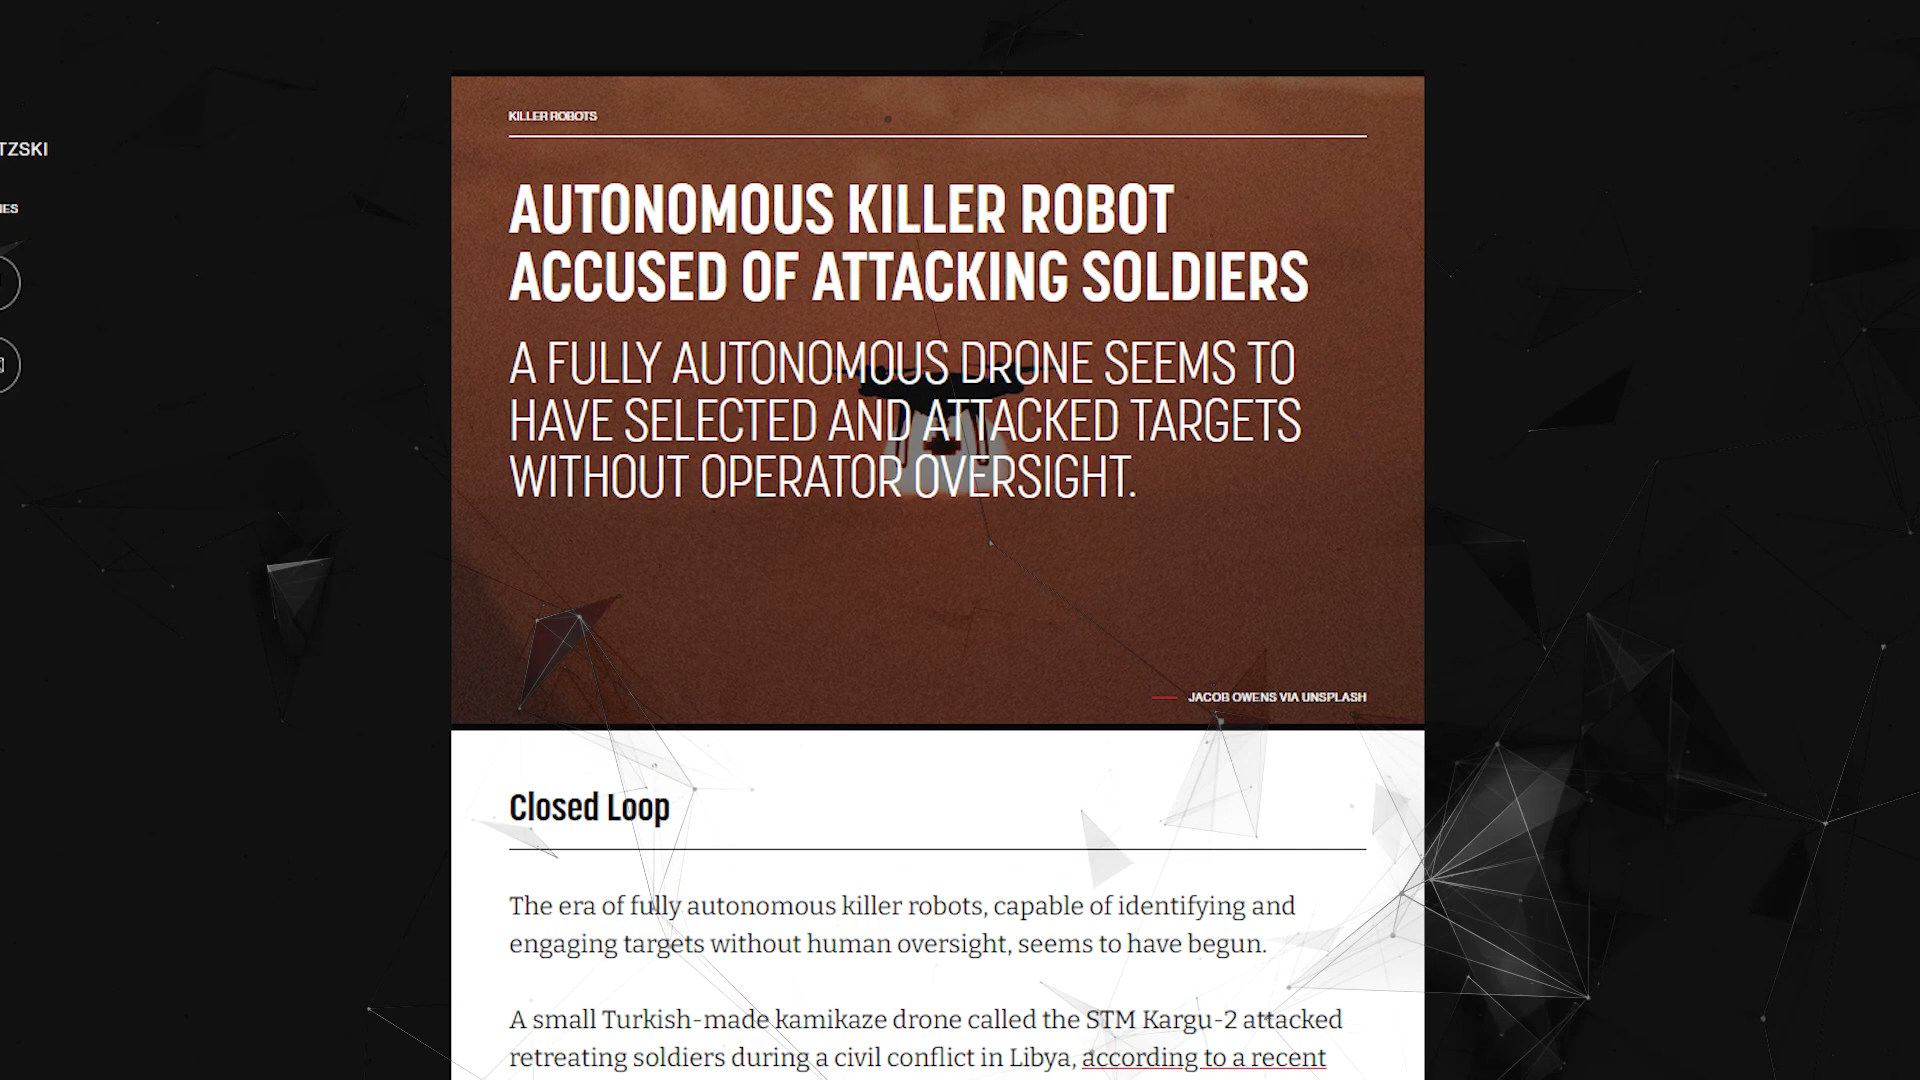 TZSKI
IES
KILLER ROBOTS
AUTONOMOUS KILLER ROBOT
ACCUSED OF ATTACKING SOLDIERS
A FULLY AUTONOMOUS DRONE SEEMS TO
HAVE SELECTED AND ATTACKED TARGETS
WITHOUT OPERATOR OVERSIGHT.
JACOB OWENS VIA UNSPLASH
Closed Loop
The era of fully autonomous killer robots, capable of identifying and
engaging targets without human oversight, seems to have begun.
A small Turkish-made kamikaze drone called the STM Kargu-2 attacked
retreating soldiers during a civil conflict in Libya, according to a recent